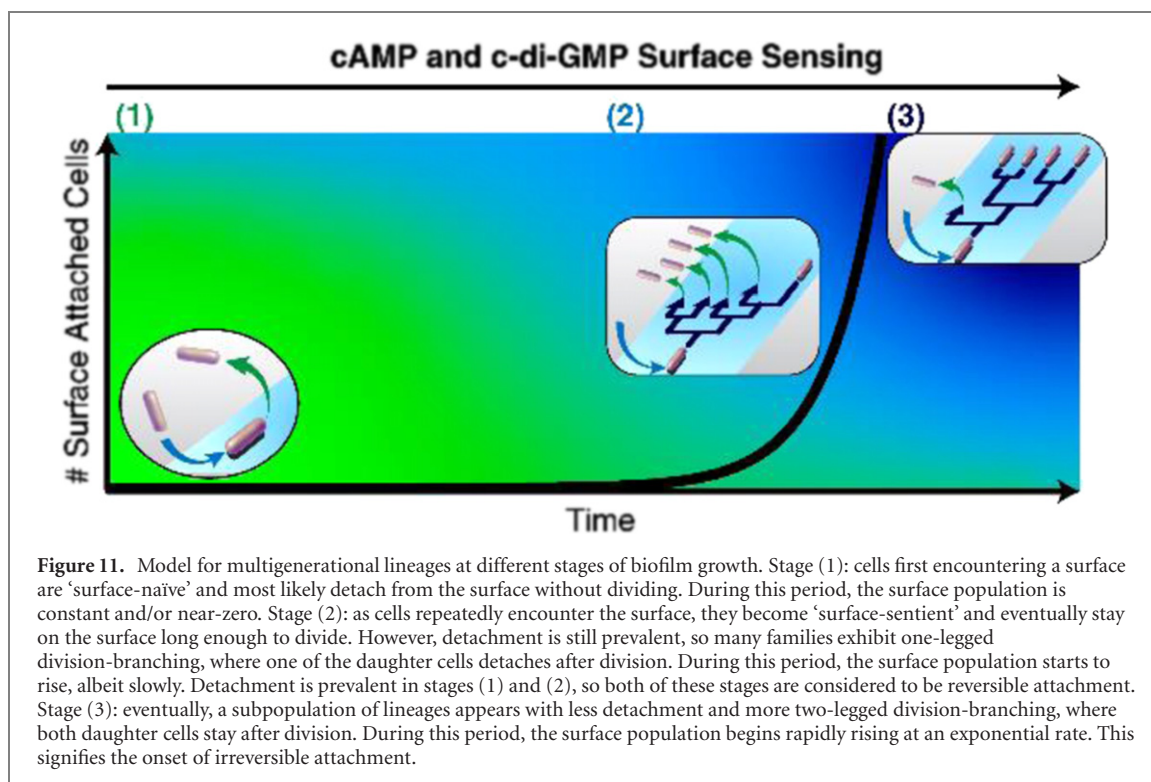 cAMP and c-di-GMP Surface Sensing
(1)
(2)
(3)
# Surface Attached Cells
Time
Figure 11. Model for multigenerational lineages at different stages of biofilm growth. Stage (1): cells first encountering a surface
are ‘surface-naïve’ and most likely detach from the surface without dividing. During this period, the surface population is
constant and/or near-zero. Stage (2): as cells repeatedly encounter the surface, they become ‘surface-sentient’ and eventually stay
on the surface long enough to divide. However, detachment is still prevalent, so many families exhibit one-legged
division-branching, where one of the daughter cells detaches after division. During this period, the surface population starts to
rise, albeit slowly. Detachment is prevalent in stages (1) and (2), so both of these stages are considered to be reversible attachment.
Stage (3): eventually, a subpopulation of lineages appears with less detachment and more two-legged division-branching, where
both daughter cells stay after division. During this period, the surface population begins rapidly rising at an exponential rate. This
signifies the onset of irreversible attachment.